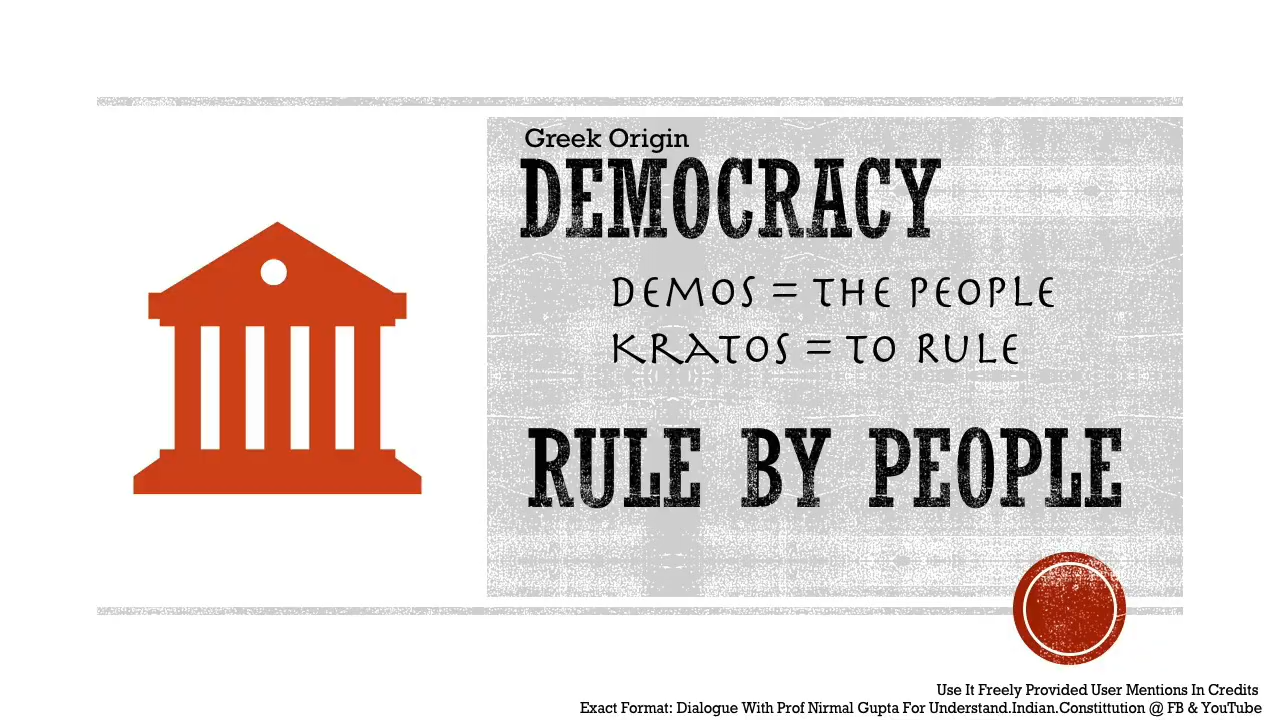 Greek Origin
DEMOCRACY
DEMOS = THE PEOPLE
KRATOS = TO RULE
RULE BY PEOPLE
Use It Freely Provided User Mentions In Credits
Exact Format: Dialogue With Prof Nirmal Gupta For Understand.Indian.Constittution @ FB & YouTube